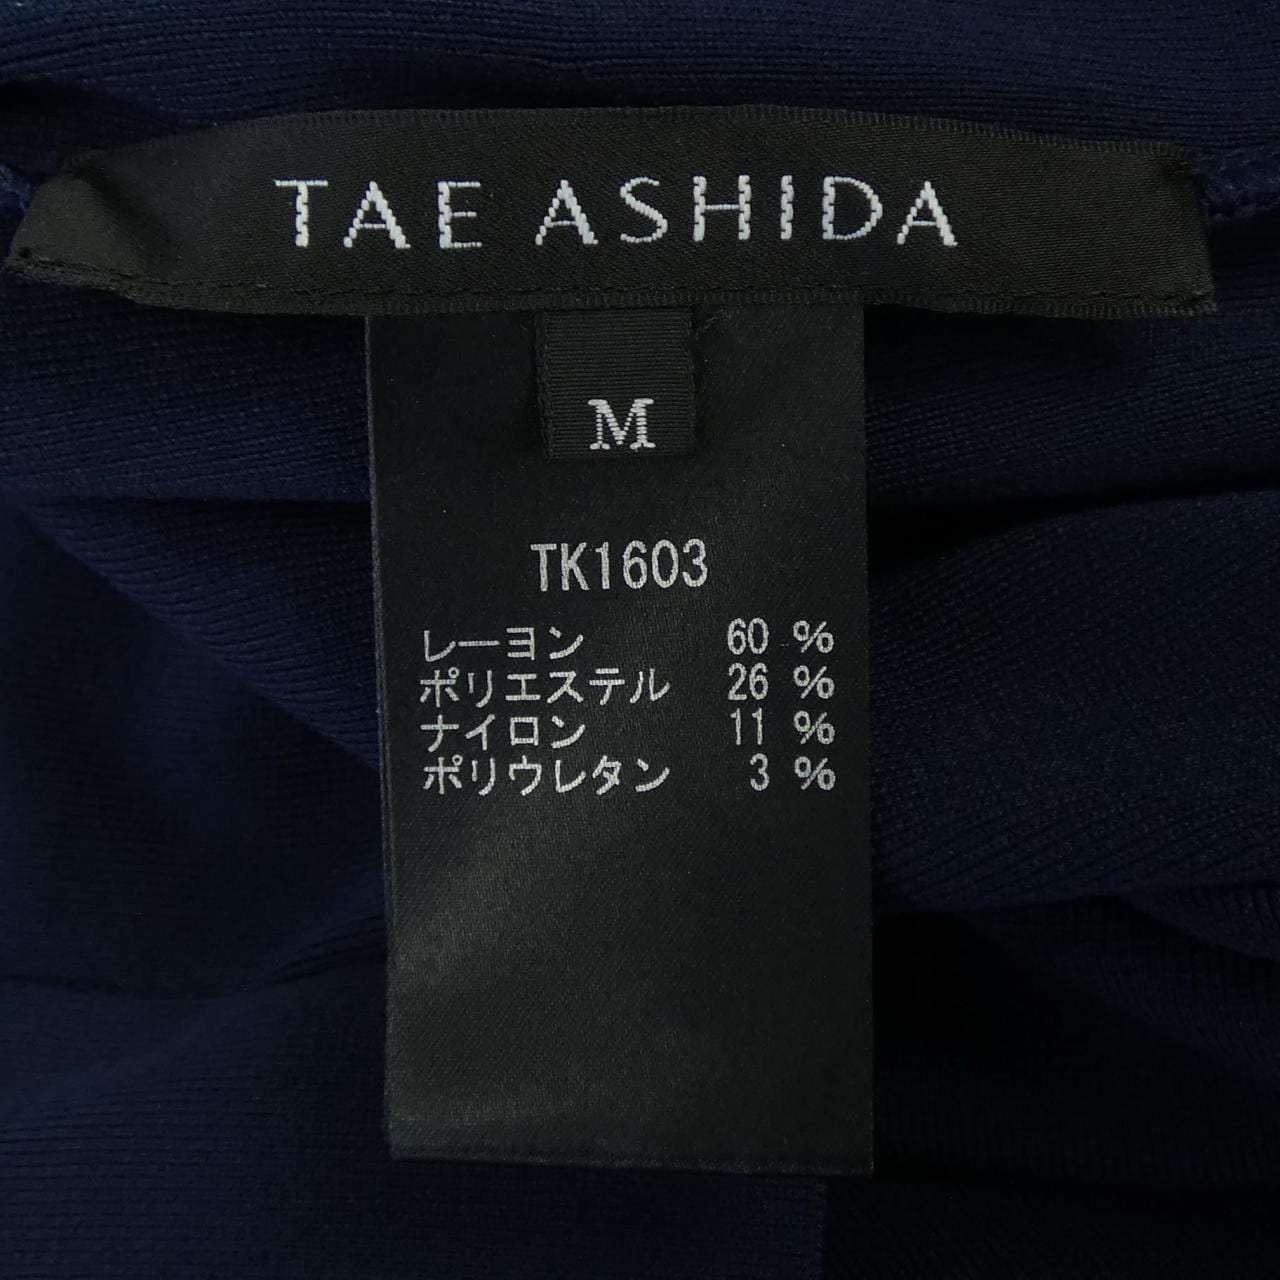 TAE ASHIDA
M
TK1603
レーヨン 60 %
ポリエステル 26 %
ナイロン 11 %
ポリウレタン 3 %